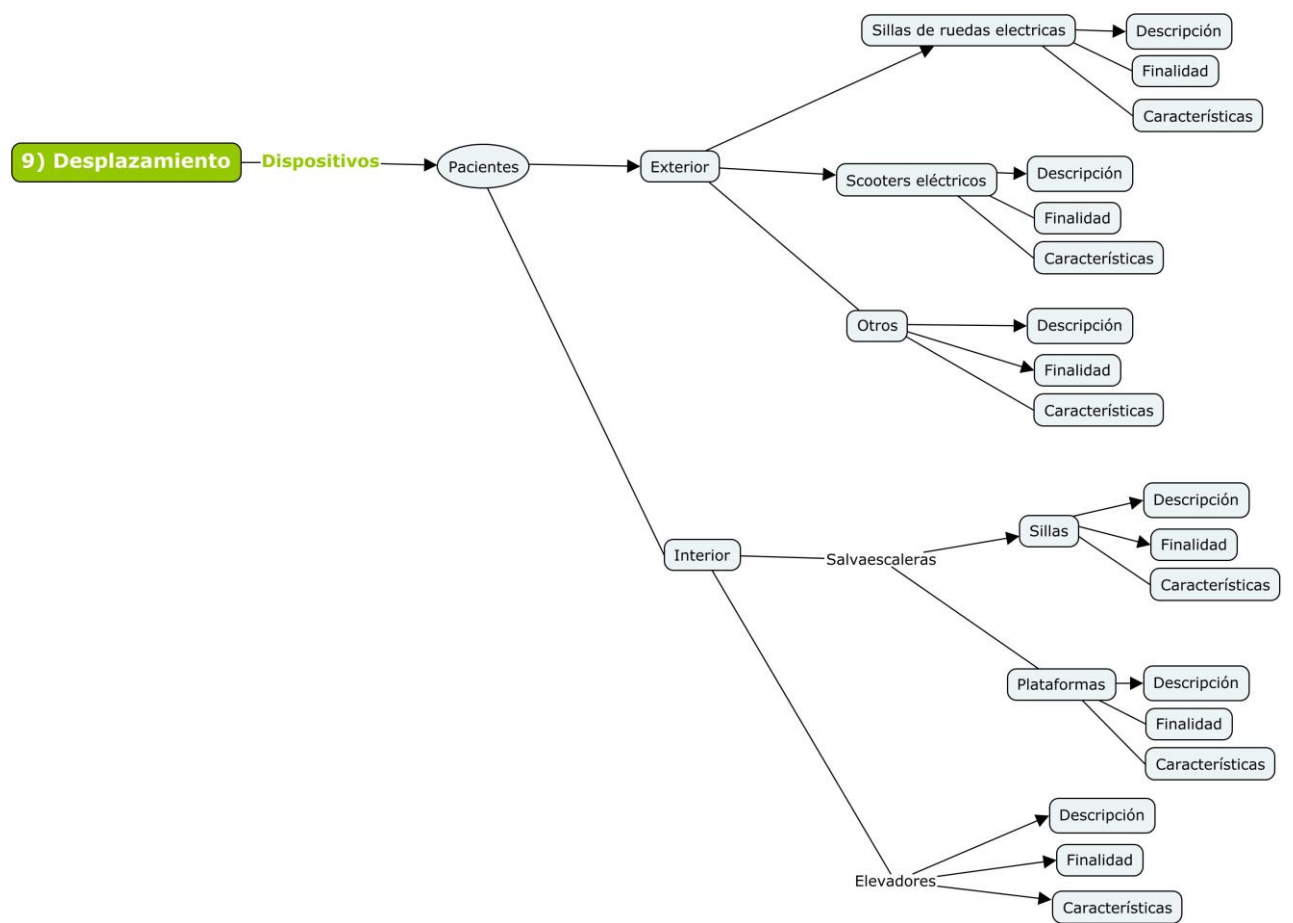 Sillas de ruedas electricas
Descripción
Finalidad
Características
9) Desplazamiento
Dispositivos
Pacientes
Exterior
Scooters eléctricos
Descripción
Finalidad
Características
Otros
Descripción
Finalidad
Características
Interior
Salvaescaleras
Sillas
Descripción
Finalidad
Características
Plataformas
Descripción
Finalidad
Características
Elevadores
Descripción
Finalidad
Características